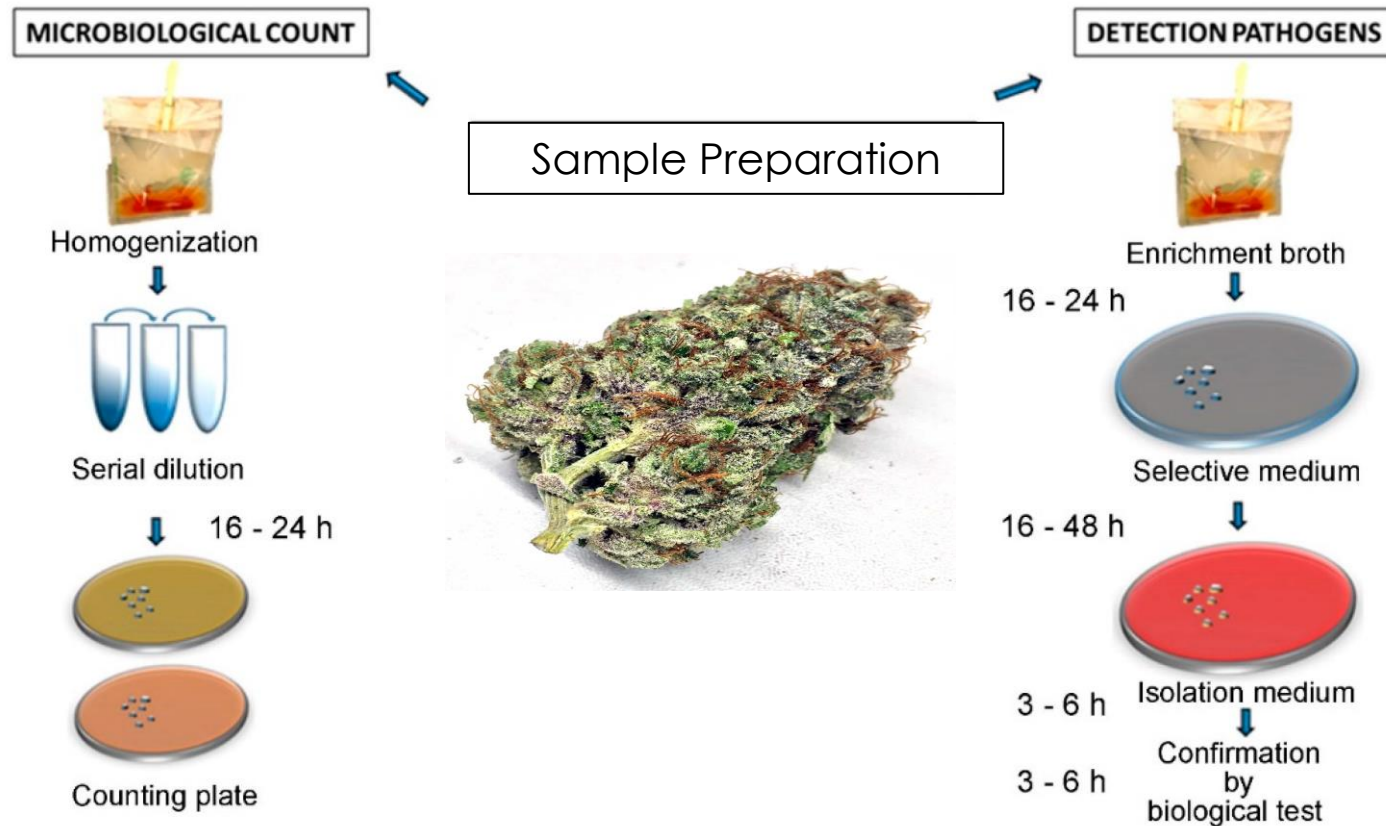 MICROBIOLOGICAL COUNT
Homogenization
Serial dilution
16 - 24 h
Counting plate
Sample Preparation
DETECTION PATHOGENS
Enrichment broth
16 - 24 h
Selective medium
16 - 48 h
Isolation medium
3 - 6 h
Confirmation
by
biological test
3 - 6 h